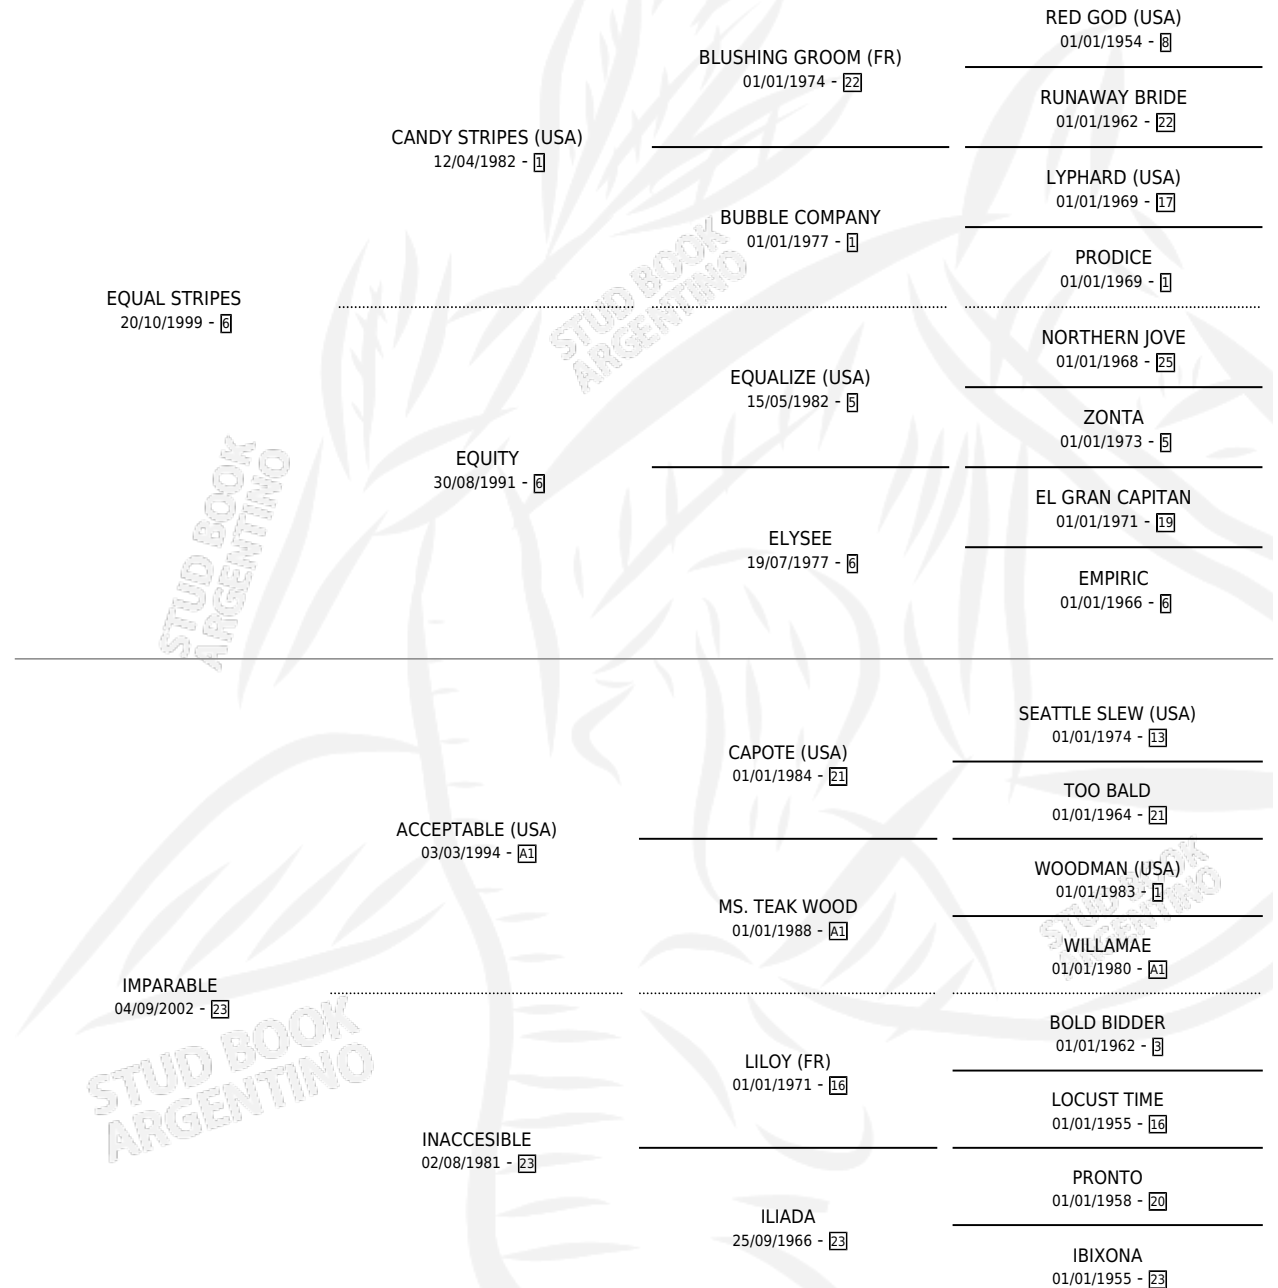 RED GOD (USA)
01/01/1954 - 8
BLUSHING GROOM (FR)
01/01/1974 - 22
RUNAWAY BRIDE
01/01/1962 - 22
CANDY STRIPES (USA)
12/04/1982 - 1
LYPHARD (USA)
01/01/1969 - 17
BUBBLE COMPANY
01/01/1977 - 1
PRODICE
01/01/1969 - 1
EQUAL STRIPES
20/10/1999 - 6
STUD BOOK
ARGENTINO
NORTHERN JOVE
01/01/1968 - 25
EQUALIZE (USA)
15/05/1982 - 5
ZONTA
01/01/1973 - 5
EQUITY
30/08/1991 - 6
EL GRAN CAPITAN
01/01/1971 - 19
ELYSEE
19/07/1977 - 6
EMPIRIC
01/01/1966 - 6
STUD BOOK
ARGENTINO
SEATTLE SLEW (USA)
01/01/1974 - 13
CAPOTE (USA)
01/01/1984 - 21
TOO BALD
01/01/1964 - 21
ACCEPTABLE (USA)
03/03/1994 - A1
WOODMAN (USA)
01/01/1983 - 1
STUD BOOK
ARGENTINO
MS. TEAK WOOD
01/01/1988 - A1
WILLAMAE
01/01/1980 - A1
IMPARABLE
04/09/2002 - 23
STUD BOOK
ARGENTINO
BOLD BIDDER
01/01/1962 - 3
LILOY (FR)
01/01/1971 - 16
LOCUST TIME
01/01/1955 - 16
INACCESIBLE
02/08/1981 - 23
PRONTO
01/01/1958 - 20
ILIADA
25/09/1966 - 23
IBIXONA
01/01/1955 - 23